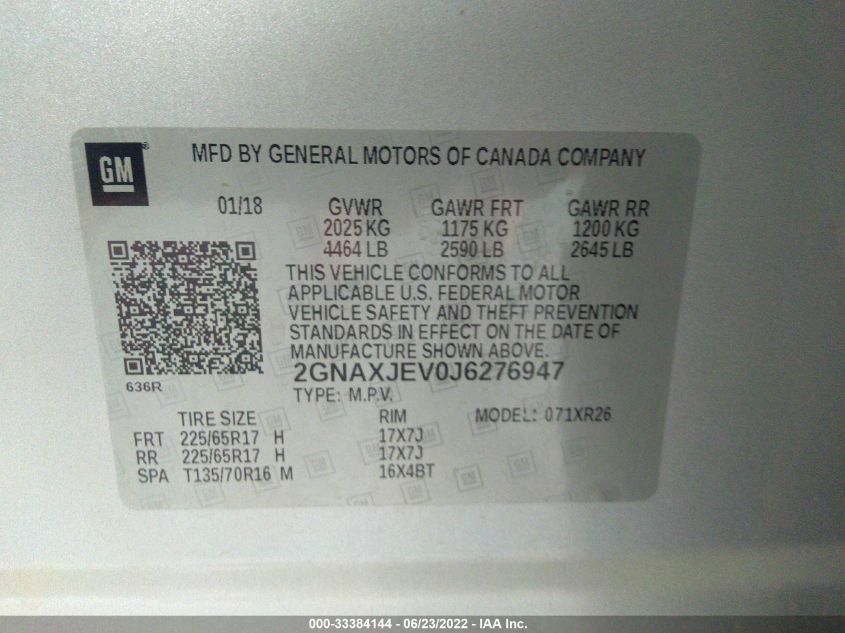 GM ®
MFD BY GENERAL MOTORS OF CANADA COMPANY
01/18 GVWR GAWR FRT GAWR RR
2025 KG 1175 KG 1200 KG
4464 LB 2590 LB 2645 LB
THIS VEHICLE CONFORMS TO ALL
APPLICABLE U.S. FEDERAL MOTOR
VEHICLE SAFETY AND THEFT PREVENTION
STANDARDS IN EFFECT ON THE DATE OF
MANUFACTURE SHOWN ABOVE.
2GNAXJEV0J6276947
636R
TYPE: M.P.V.
TIRE SIZE RIM MODEL: 071XR26
FRT 225/65R17 H 17X7J
RR 225/65R17 H 17X7J
SPA T135/70R16 M 16X4BT
000-33384144 - 06/23/2022 - IAA Inc.